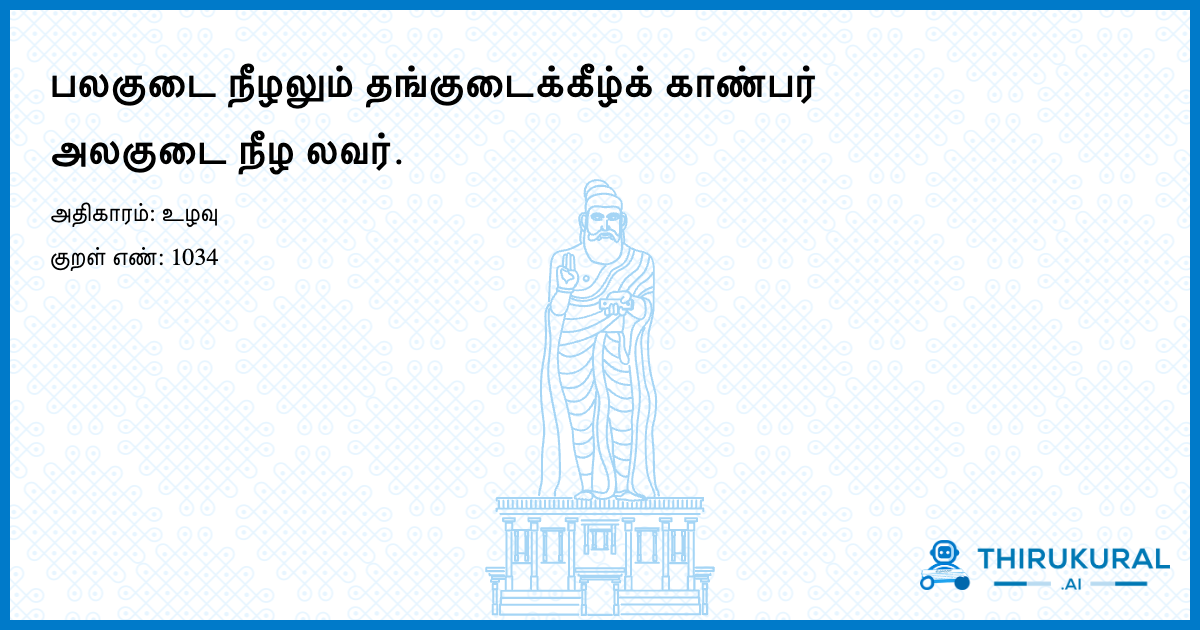 பலகுடை நீழலும் தங்குடைக்கீழ்க் காண்பர்
அலகுடை நீழ லவர்.
அதிகாரம்: உழவு
குறள் எண்: 1034
THIRUKURAL
.AI